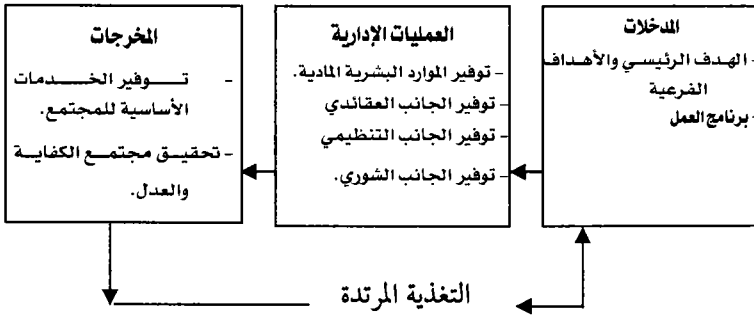 المدخلات
- الهدف الرئيسي والأهداف
الفرعية
- برنامج العمل
العمليات الإدارية
- توفير الموارد البشرية المادية.
- توفير الجانب العقائدي
- توفير الجانب التنظيمي
- توفير الجانب الشوري.
المخرجات
- توفير الخدمات
الأساسية للمجتمع.
- تحقيق مجتمع الكفاية
والعدل.
التغذية المرتدة